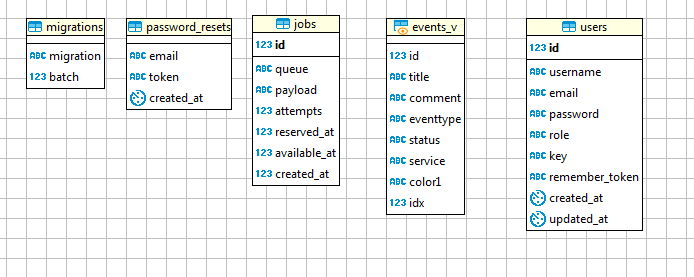 migrations
ABC migration
123 batch
password_resets
ABC email
ABC token
created_at
jobs
123 id
ABC queue
ABC payload
123 attempts
123 reserved_at
123 available_at
123 created_at
events_v
123 id
ABC title
ABC comment
ABC eventtype
ABC status
ABC service
ABC color1
123 idx
users
123 id
ABC username
ABC email
ABC password
ABC role
ABC key
ABC remember_token
created_at
updated_at